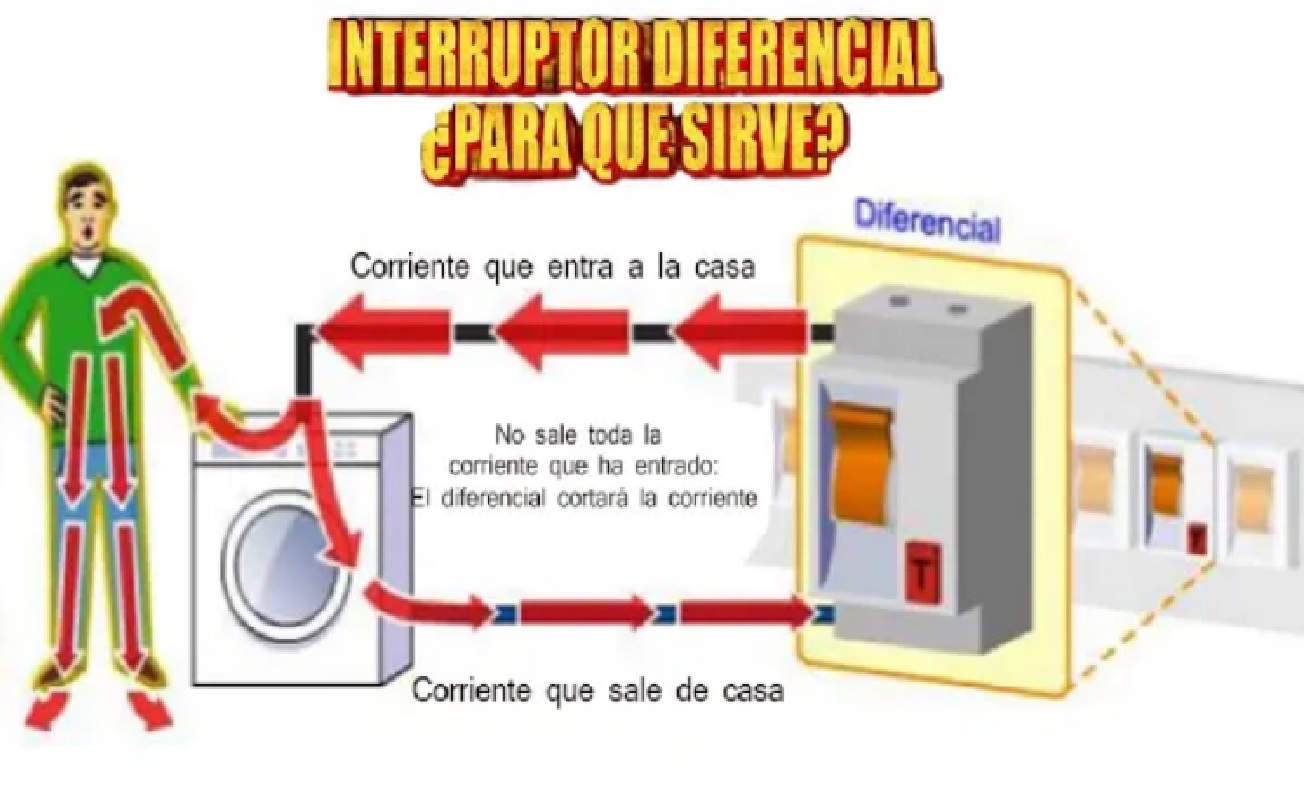 INTERRUPTOR DIFERENCIAL
¿PARA QUE SIRVE?
Diferencial
Corriente que entra a la casa
No sale toda la
corriente que ha entrado:
El diferencial cortará la corriente
T
Corriente que sale de casa